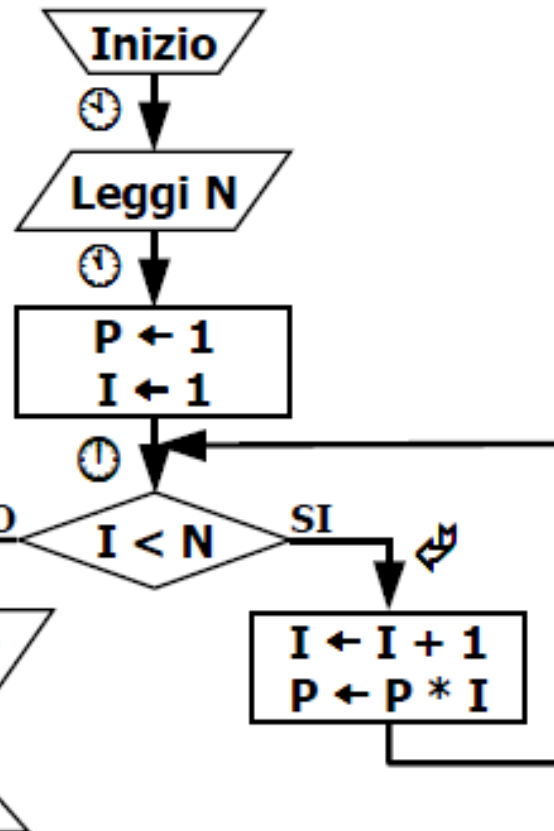 Inizio
Leggi N
P ← 1
I ← 1
I < N
SI
I ← I + 1
P ← P * I